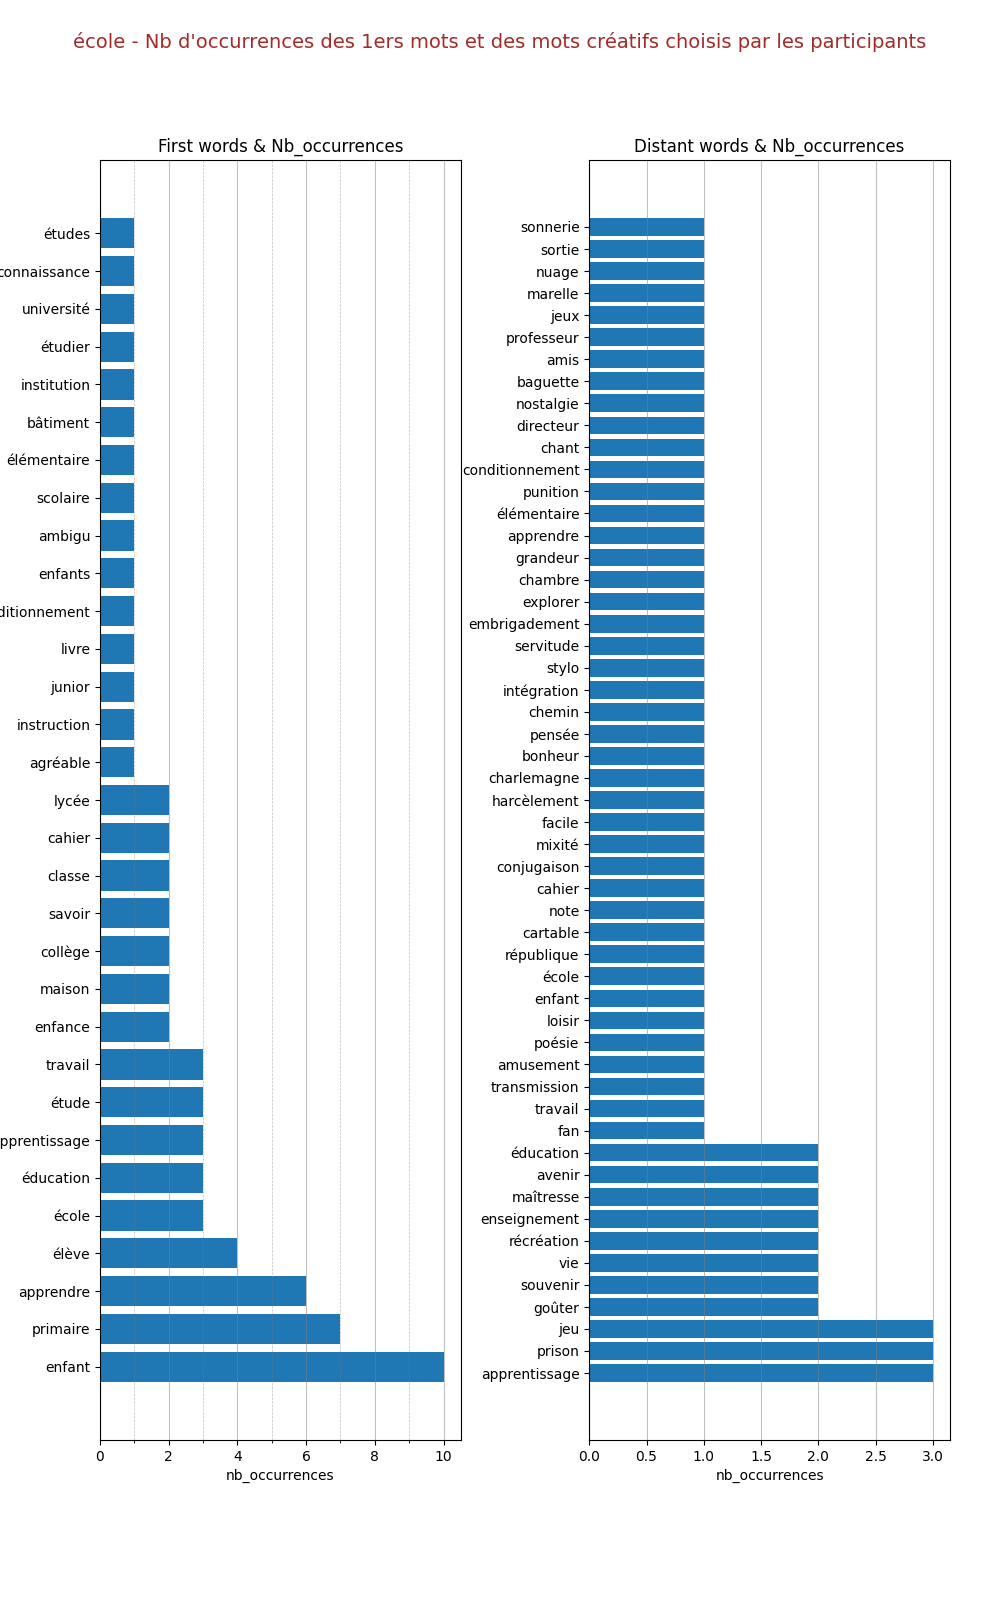 école - Nb d'occurrences des 1ers mots et des mots créatifs choisis par les participants
First words & Nb_occurrences
études
connaissance
université
étudier
institution
bâtiment
élémentaire
scolaire
ambigu
enfants
ditionnement
livre
junior
instruction
agréable
lycée
cahier
classe
savoir
collège
maison
enfance
travail
étude
pprentissage
éducation
école
élève
apprendre
primaire
enfant
0 2 4 6 8 10
nb_occurrences
Distant words & Nb_occurrences
sonnerie
sortie
nuage
marelle
jeux
professeur
amis
baguette
nostalgie
directeur
chant
conditionnement
punition
élémentaire
apprendre
grandeur
chambre
explorer
embrigadement
servitude
stylo
intégration
chemin
pensée
bonheur
charlemagne
harcèlement
facile
mixité
conjugaison
cahier
note
cartable
république
école
enfant
loisir
poésie
amusement
transmission
travail
fan
éducation
avenir
maîtresse
enseignement
récréation
vie
souvenir
goûter
jeu
prison
apprentissage
0.0 0.5 1.0 1.5 2.0 2.5 3.0
nb_occurrences